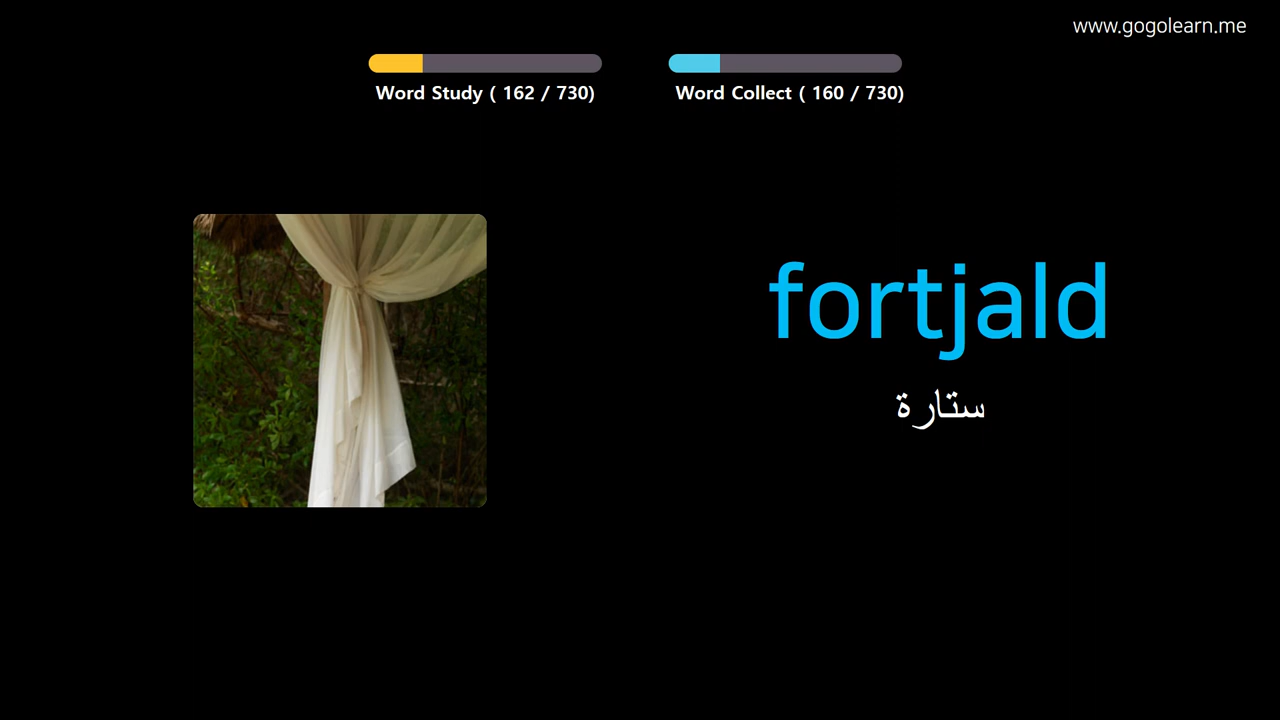 www.gogolearn.me
Word Study ( 162 / 730)
Word Collect ( 160 / 730)
fortjald
ستارة